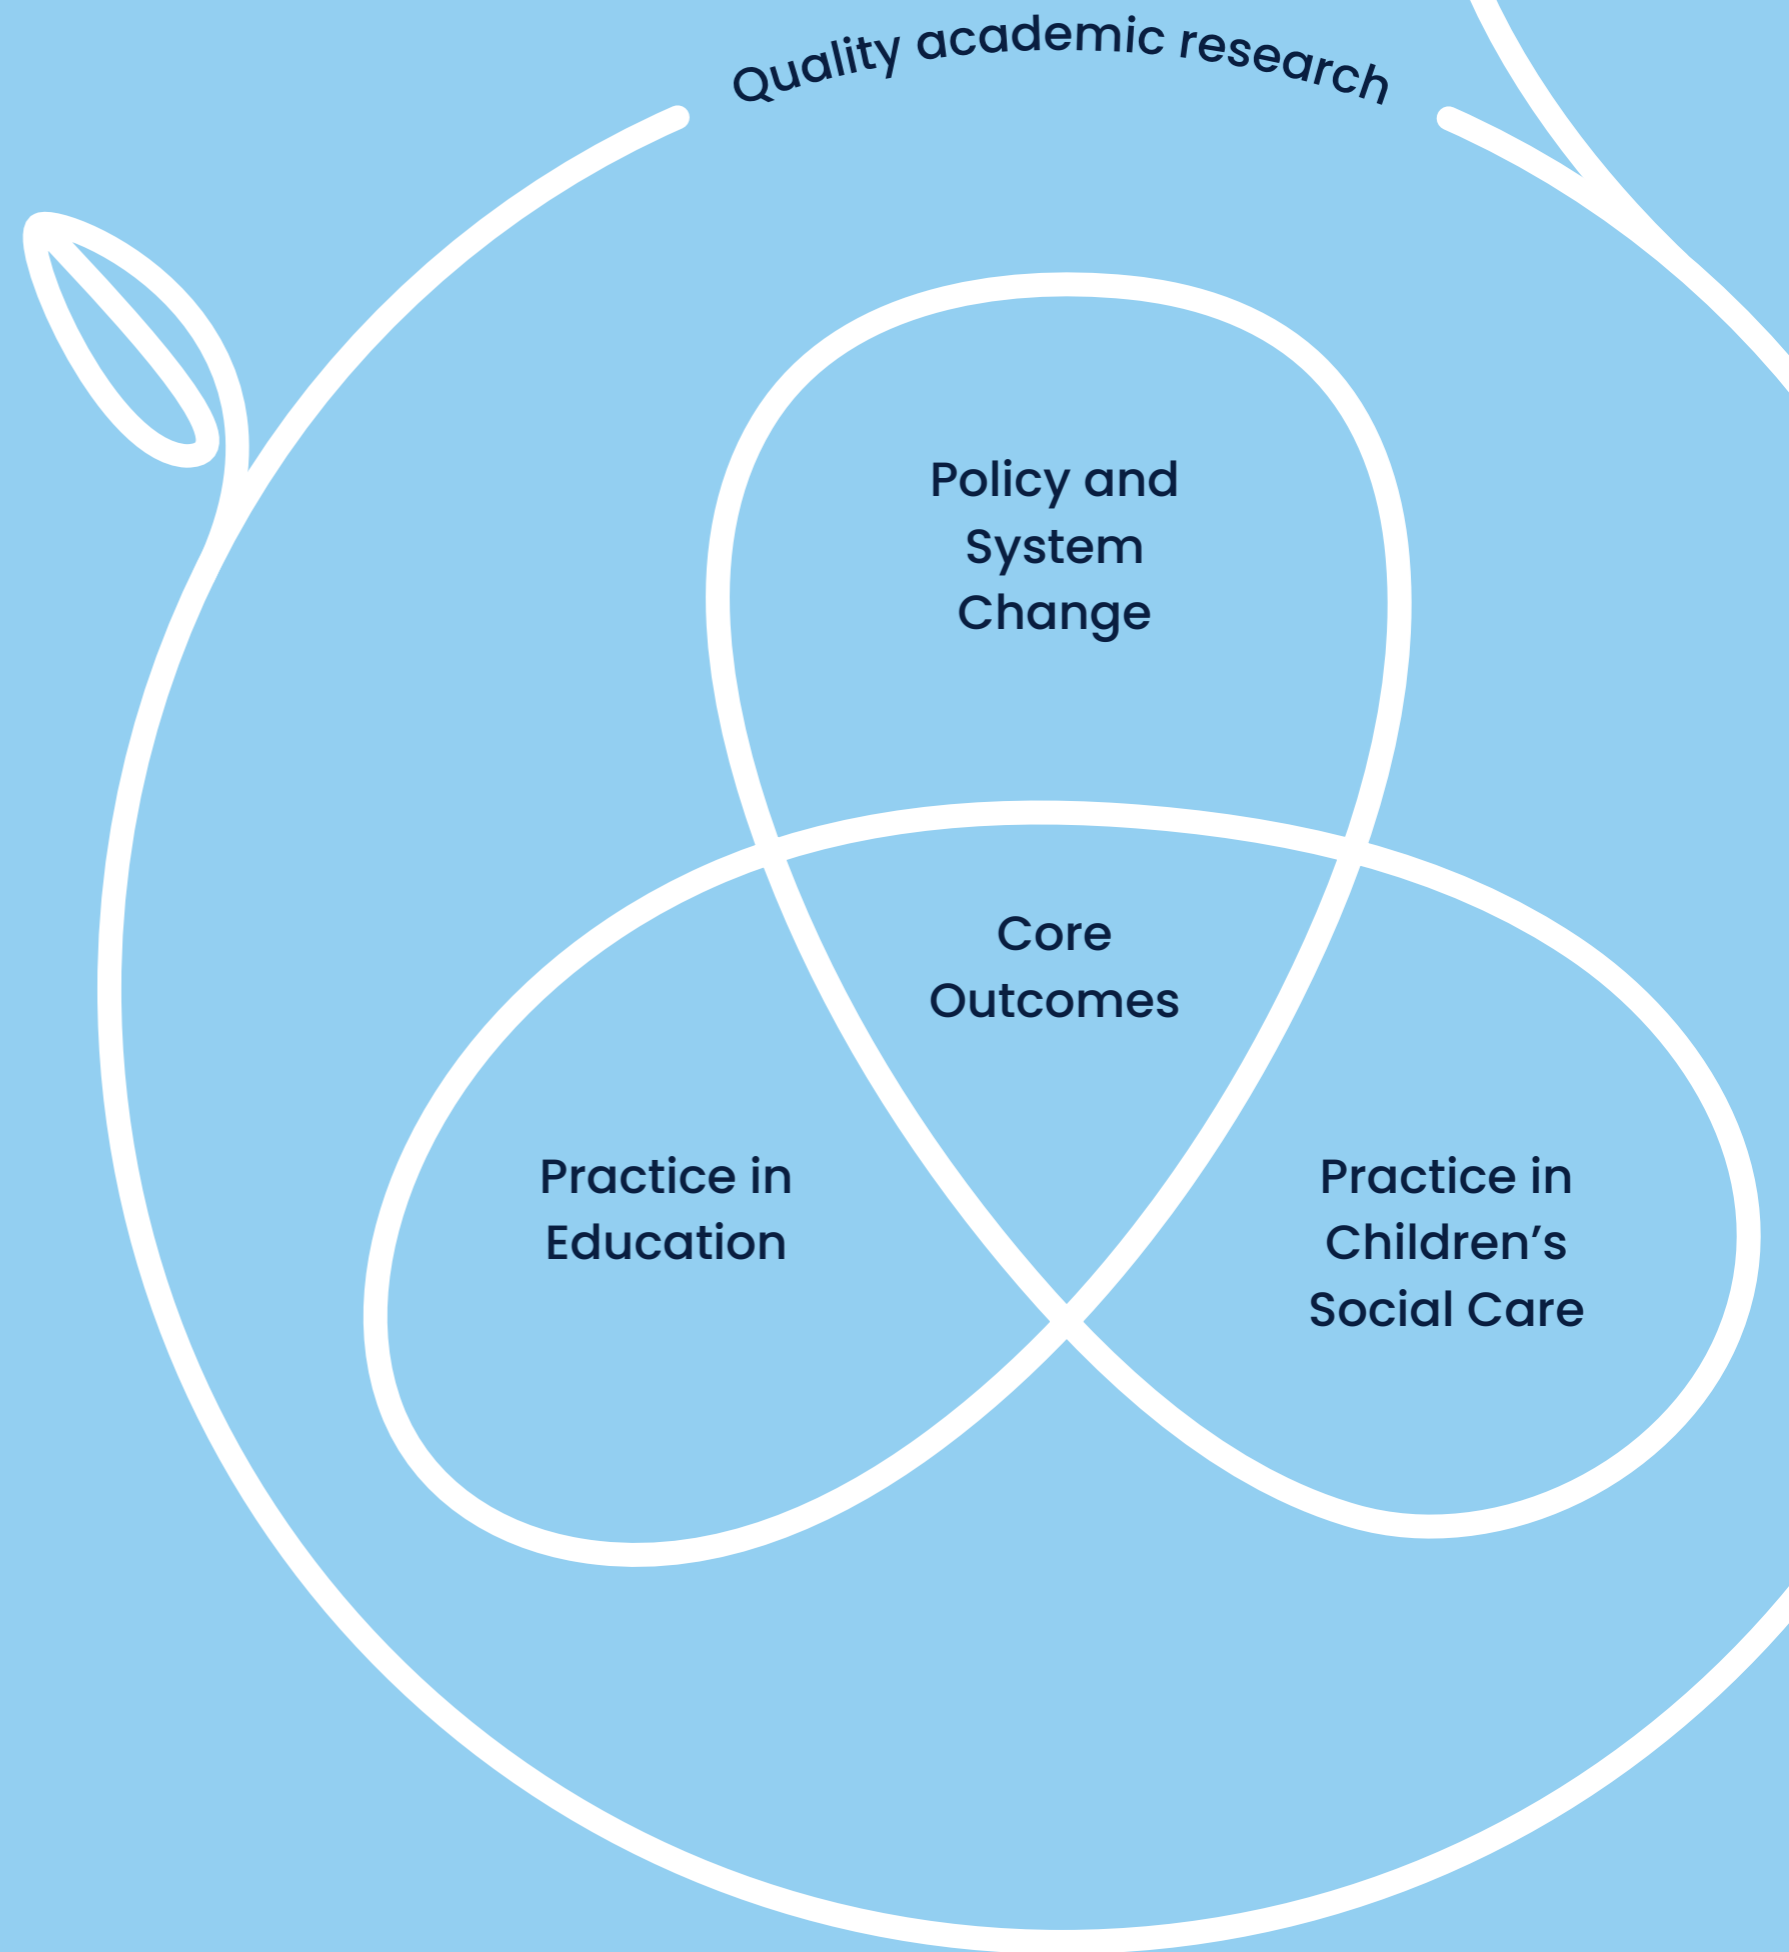 Quality academic research
Policy and
System
Change
Core
Outcomes
Practice in
Education
Practice in
Children’s
Social Care